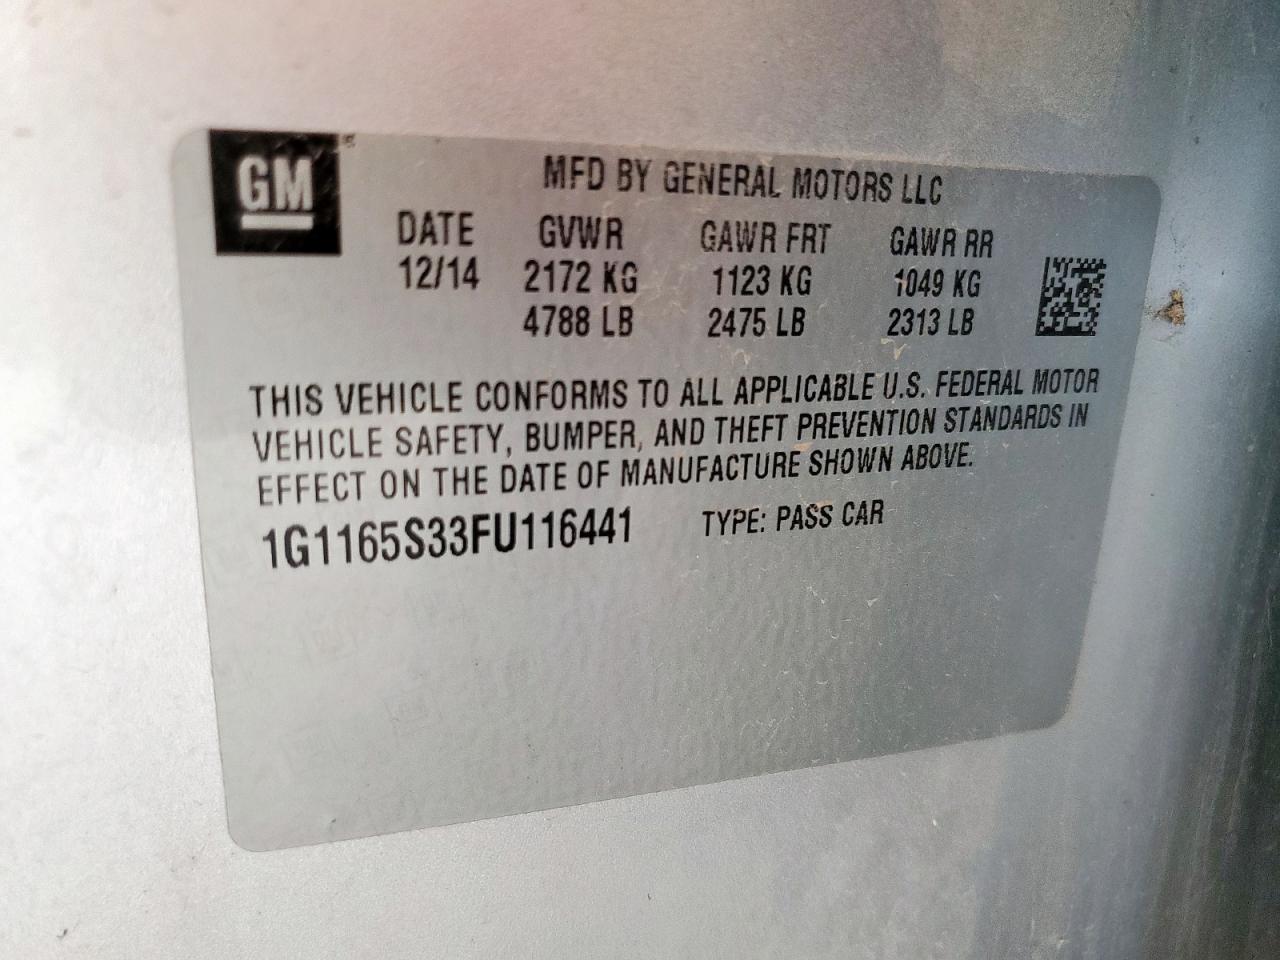 GM
MFD BY GENERAL MOTORS LLC
DATE GVWR GAWR FRT GAWR RR
12/14 2172 KG 1123 KG 1049 KG
4788 LB 2475 LB 2313 LB
THIS VEHICLE CONFORMS TO ALL APPLICABLE U.S. FEDERAL MOTOR
VEHICLE SAFETY, BUMPER, AND THEFT PREVENTION STANDARDS IN
EFFECT ON THE DATE OF MANUFACTURE SHOWN ABOVE.
1G1165S33FU116441 TYPE: PASS CAR